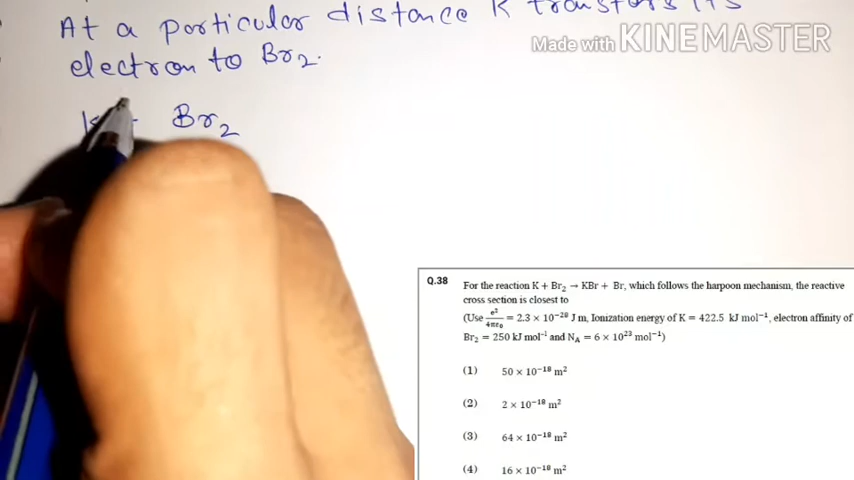 At a particular distance K transfers its
Made with KINEMASTER
electron to Br₂.
K + Br₂
Q.38 For the reaction K + Br₂ → KBr + Br, which follows the harpoon mechanism, the reactive
cross section is closest to
(Use e²/4πε₀ = 2.3 × 10⁻²⁸ J m, Ionization energy of K = 422.5 kJ mol⁻¹, electron affinity of
Br₂ = 250 kJ mol⁻¹ and N_A = 6 × 10²³ mol⁻¹)
(1) 50 × 10⁻¹⁸ m²
(2) 2 × 10⁻¹⁸ m²
(3) 64 × 10⁻¹⁸ m²
(4) 16 × 10⁻¹⁸ m²